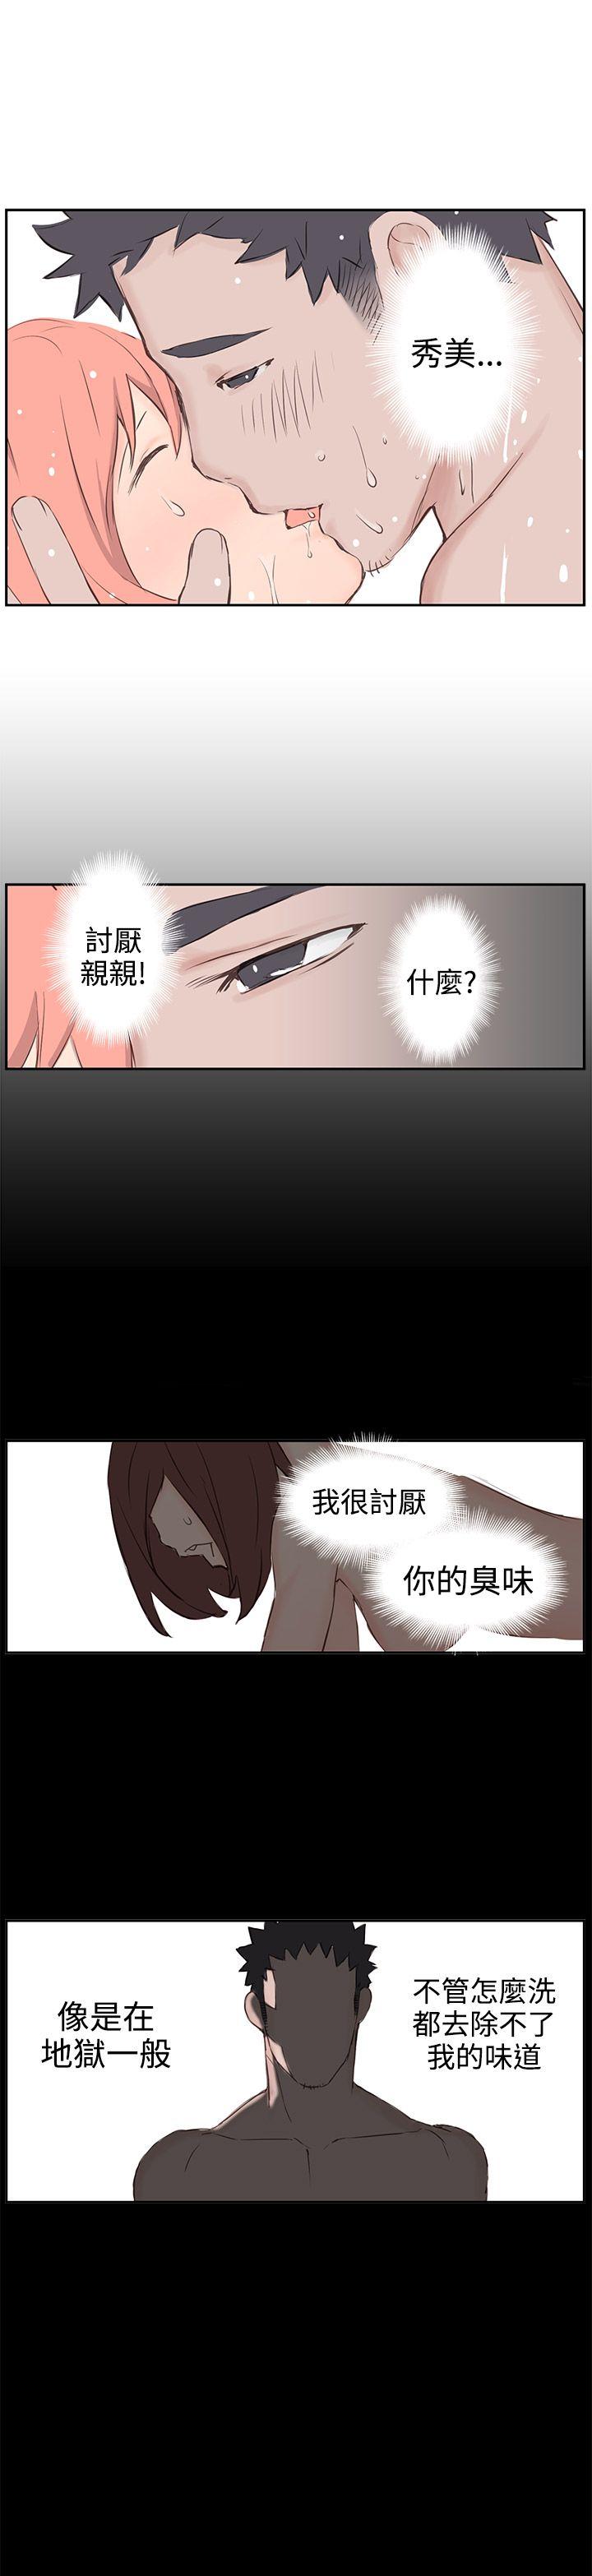 秀美...
討厭
親親!
什麼?
我很討厭
你的臭味
不管怎麼洗
都去除不了
我的味道
像是在
地獄一般